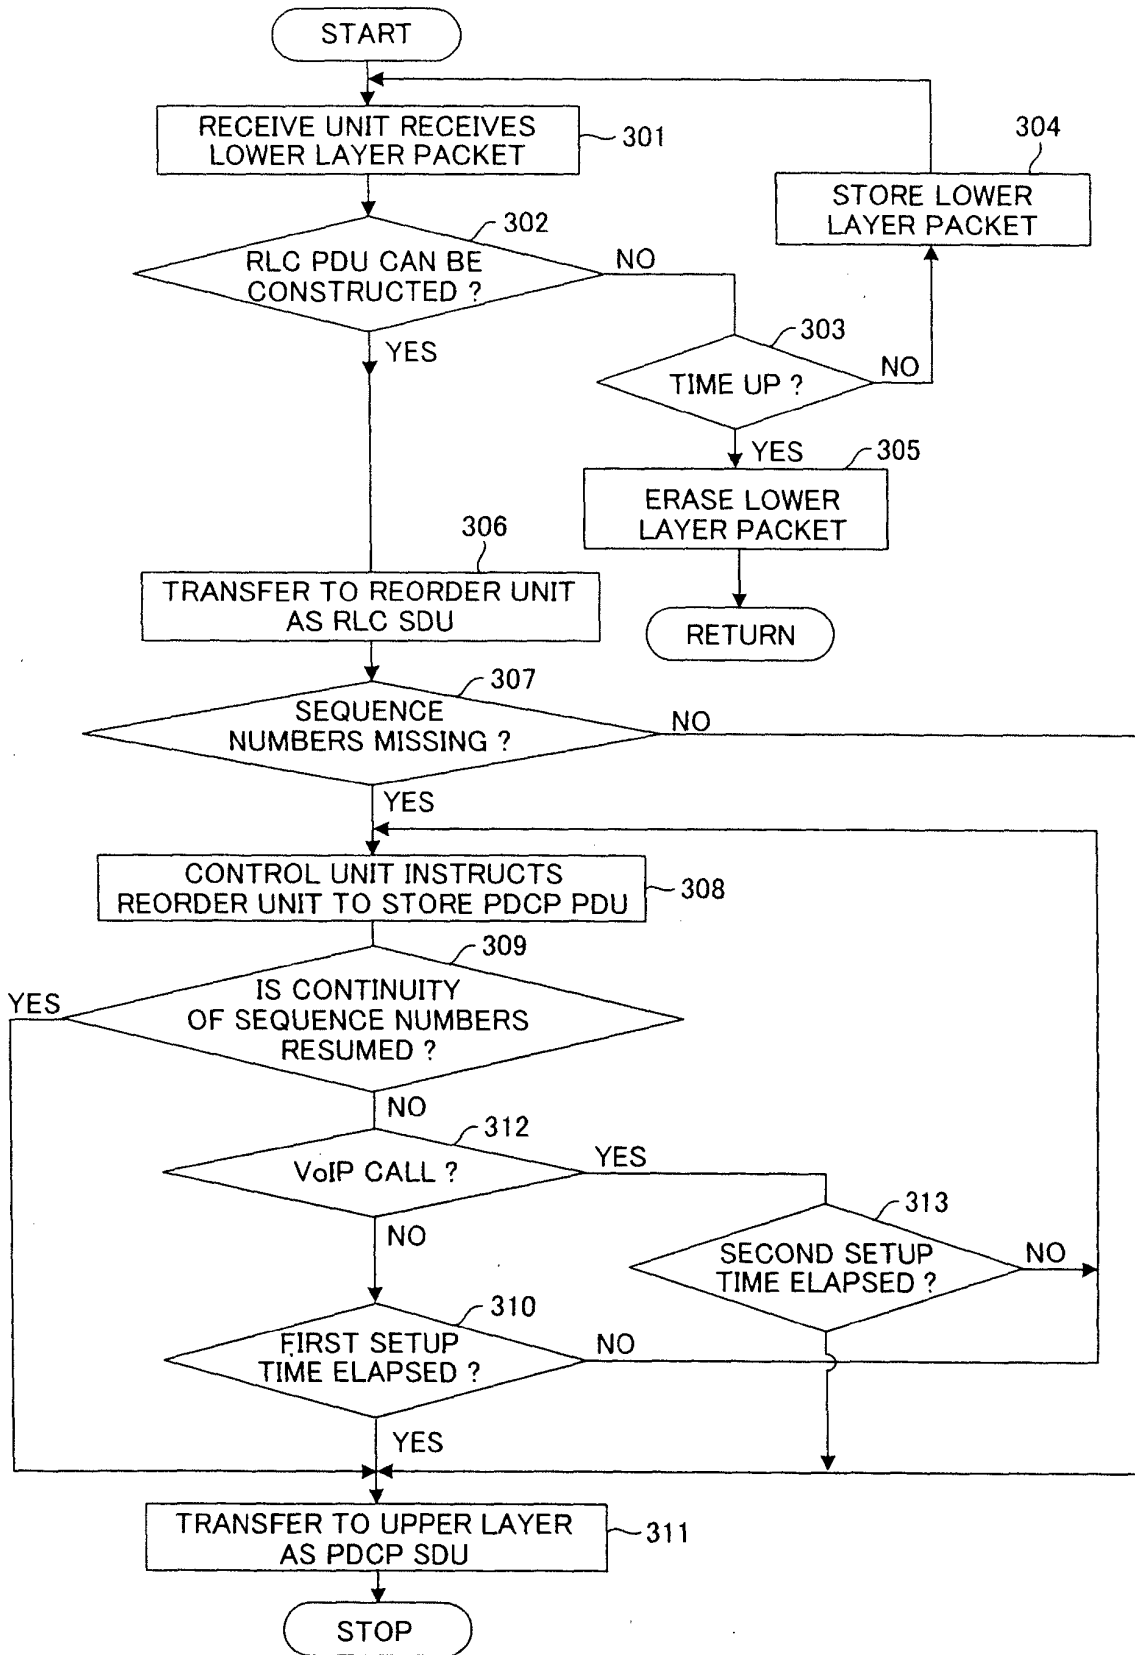 START
RECEIVE UNIT RECEIVES
LOWER LAYER PACKET
301
304
STORE LOWER
LAYER PACKET
302
RLC PDU CAN BE
CONSTRUCTED ?
NO
YES
303
TIME UP ?
NO
YES
305
ERASE LOWER
LAYER PACKET
RETURN
306
TRANSFER TO REORDER UNIT
AS RLC SDU
307
SEQUENCE
NUMBERS MISSING ?
NO
YES
CONTROL UNIT INSTRUCTS
REORDER UNIT TO STORE PDCP PDU
308
309
IS CONTINUITY
OF SEQUENCE NUMBERS
RESUMED ?
YES
NO
312
VoIP CALL ?
YES
NO
313
SECOND SETUP
TIME ELAPSED ?
NO
310
FIRST SETUP
TIME ELAPSED ?
NO
YES
TRANSFER TO UPPER LAYER
AS PDCP SDU
311
STOP